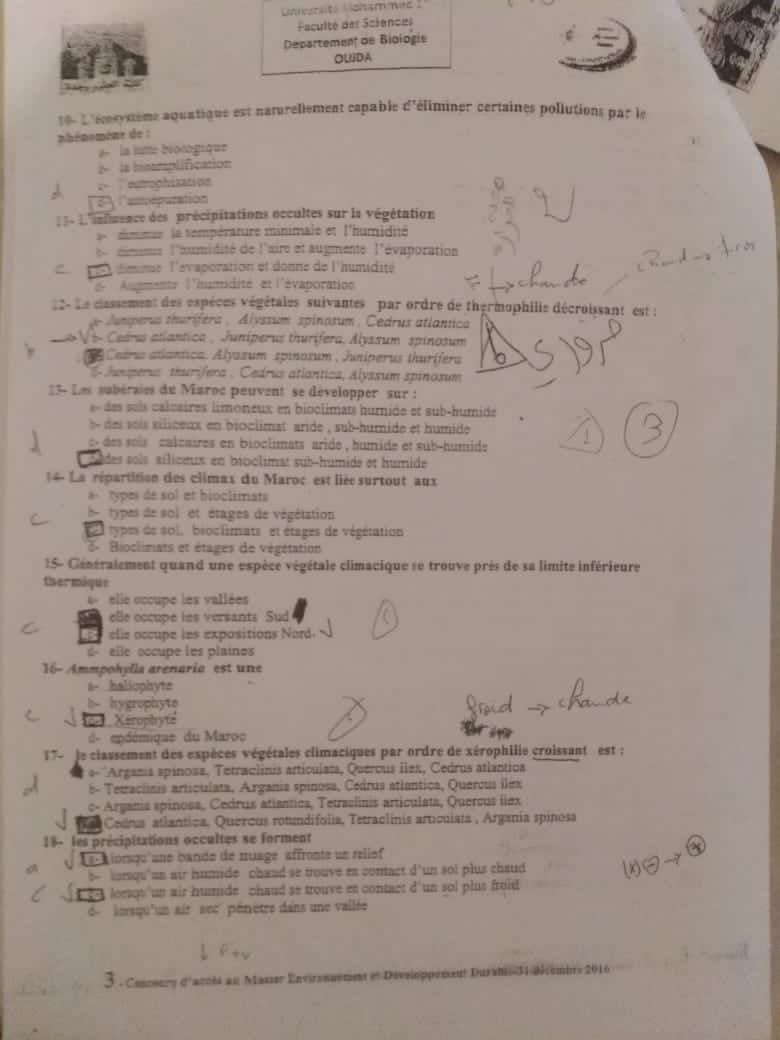 Université Mohammed 1
Faculté des Sciences
Département de Biologie
OUJDA
10- L'écosystème aquatique est naturellement capable d'éliminer certaines pollutions par le
phénomène de :
a- la lutte biologique
b- la bioamplification
c- l'eutrophisation
d
l'autoépuration
11- L'influence des précipitations occultes sur la végétation
a- diminue la température minimale et l'humidité
b- diminue l'humidité de l'aire et augmente l'évaporation
c
diminue l'évaporation et donne de l'humidité
d- Augmente l'humidité et l'évaporation
chande
12- Le classement des espèces végétales suivantes par ordre de thermophilie décroissant est :
a- Juniperus thurifera , Alyssum spinosum , Cedrus atlantica
b- Cedrus atlantica , Juniperus thurifera, Alyssum spinosum
b
Cedrus atlantica, Alyssum spinosum , Juniperus thurifera
d- Juniperus thurifera , Cedrus atlantica, Alyssum spinosum
13- Les subéraies du Maroc peuvent se développer sur :
a- des sols calcaires limoneux en bioclimats humide et sub-humide
b- des sols siliceux en bioclimat aride , sub-humide et humide
c- des sols calcaires en bioclimats aride , humide et sub-humide
1
3
d
des sols siliceux en bioclimat sub-humide et humide
14- La répartition des climax du Maroc est liée surtout aux
a- types de sol et bioclimats
b- types de sol et étages de végétation
c
types de sol, bioclimats et étages de végétation
d- Bioclimats et étages de végétation
15- Généralement quand une espèce végétale climacique se trouve près de sa limite inférieure
thermique
a- elle occupe les vallées
elle occupe les versants Sud
c
elle occupe les expositions Nord
d- elle occupe les plaines
16- Ammpohylla arenaria est une
a- haliophyte
b- hygrophyte
froid → chande
c
Xérophyte
d- epdémique du Maroc
17- le classement des espèces végétales climaciques par ordre de xérophilie croissant est :
a- Argania spinosa, Tetraclinis articulata, Quercus ilex, Cedrus atlantica
d
b- Tetraclinis articulata, Argania spinosa, Cedrus atlantica, Quercus ilex
c- Argania spinosa, Cedrus atlantica, Tetraclinis articulata, Quercus ilex
Cedrus atlantica, Quercus rotundifolia, Tetraclinis articulata , Argania spinosa
18- les précipitations occultes se forment
a
a- lorsqu'une bande de nuage affronte un relief
b- lorsqu'un air humide chaud se trouve en contact d'un sol plus chaud
c
lorsqu'un air humide chaud se trouve en contact d'un sol plus froid
d- lorsqu'un air sec pénètre dans une vallée
3 - Concours d'accès au Master Environnement et Développement Durable-31 décembre 2016